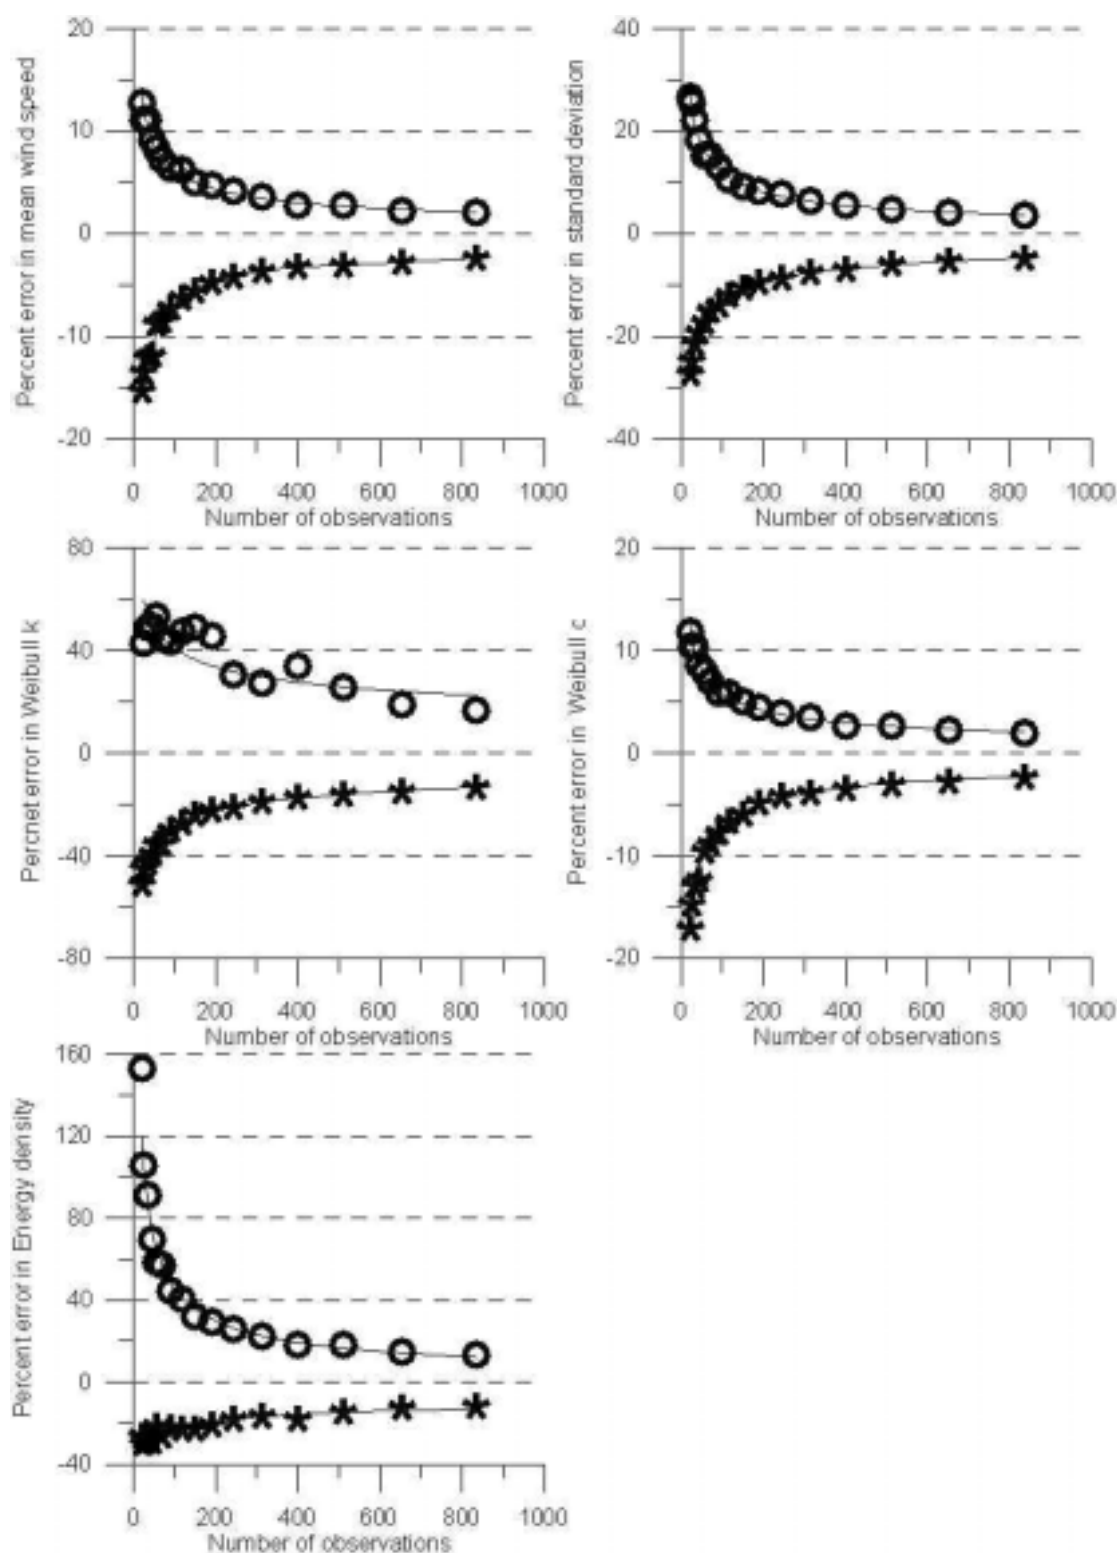 Percent error in mean wind speed
20
10
0
-10
-20
0 200 400 600 800 1000
Number of observations
Percent error in standard deviation
40
20
0
-20
-40
0 200 400 600 800 1000
Number of observations
Percnet error in Weibull k
80
40
0
-40
-80
0 200 400 600 800 1000
Number of observations
Percent error in Weibull c
20
10
0
-10
-20
0 200 400 600 800 1000
Number of observations
Percent error in Energy density
160
120
80
40
0
-40
0 200 400 600 800 1000
Number of observations